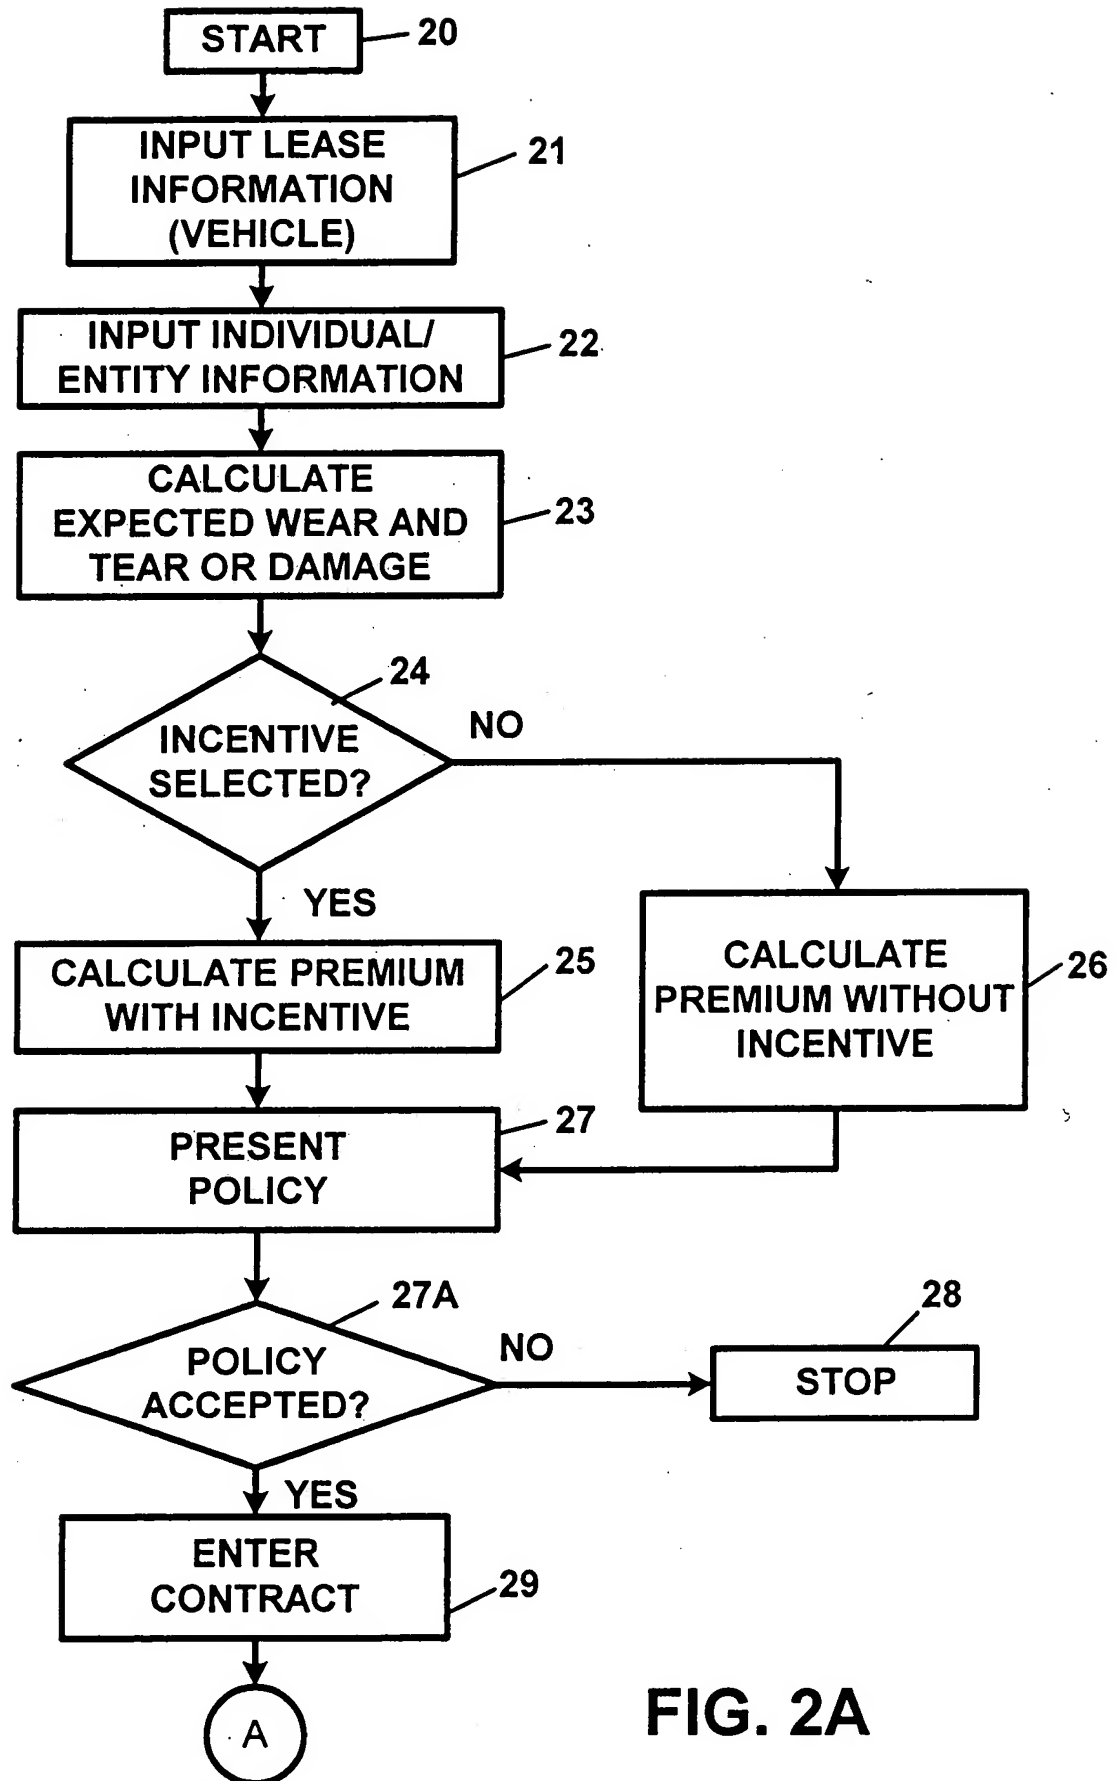 START
20
INPUT LEASE
INFORMATION
(VEHICLE)
21
INPUT INDIVIDUAL/
ENTITY INFORMATION
22
CALCULATE
EXPECTED WEAR AND
TEAR OR DAMAGE
23
24
INCENTIVE
SELECTED?
NO
YES
CALCULATE PREMIUM
WITH INCENTIVE
25
CALCULATE
PREMIUM WITHOUT
INCENTIVE
26
PRESENT
POLICY
27
27A
POLICY
ACCEPTED?
NO
28
STOP
YES
ENTER
CONTRACT
29
A
FIG. 2A